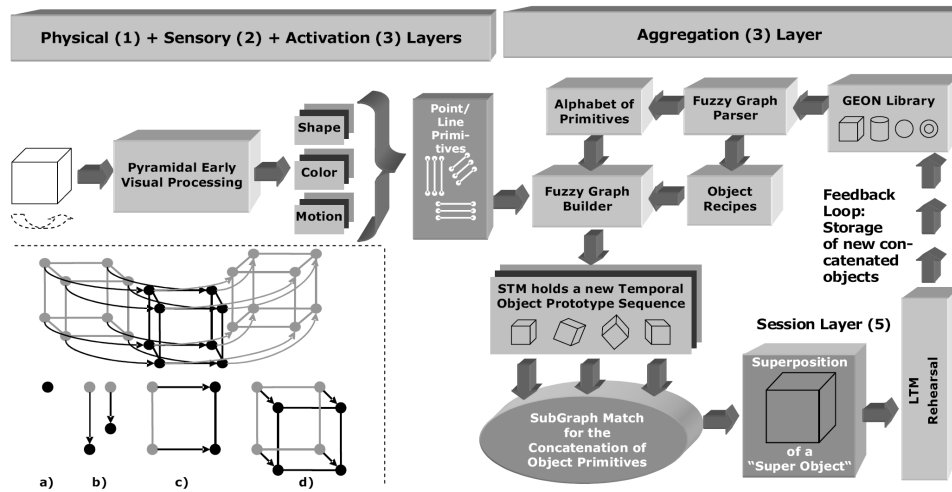 Physical (1) + Sensory (2) + Activation (3) Layers
Aggregation (3) Layer
Pyramidal Early
Visual Processing
Shape
Color
Motion
Point/
Line
Primi-
tives
Alphabet of
Primitives
Fuzzy Graph
Parser
GEON Library
Fuzzy Graph
Builder
Object
Recipes
Feedback
Loop:
Storage
of new con-
catenated
objects
STM holds a new Temporal
Object Prototype Sequence
Session Layer (5)
SubGraph Match
for the
Concatenation of
Object Primitives
Superposition
of a
"Super Object"
LTM
Rehearsal
a)
b)
c)
d)